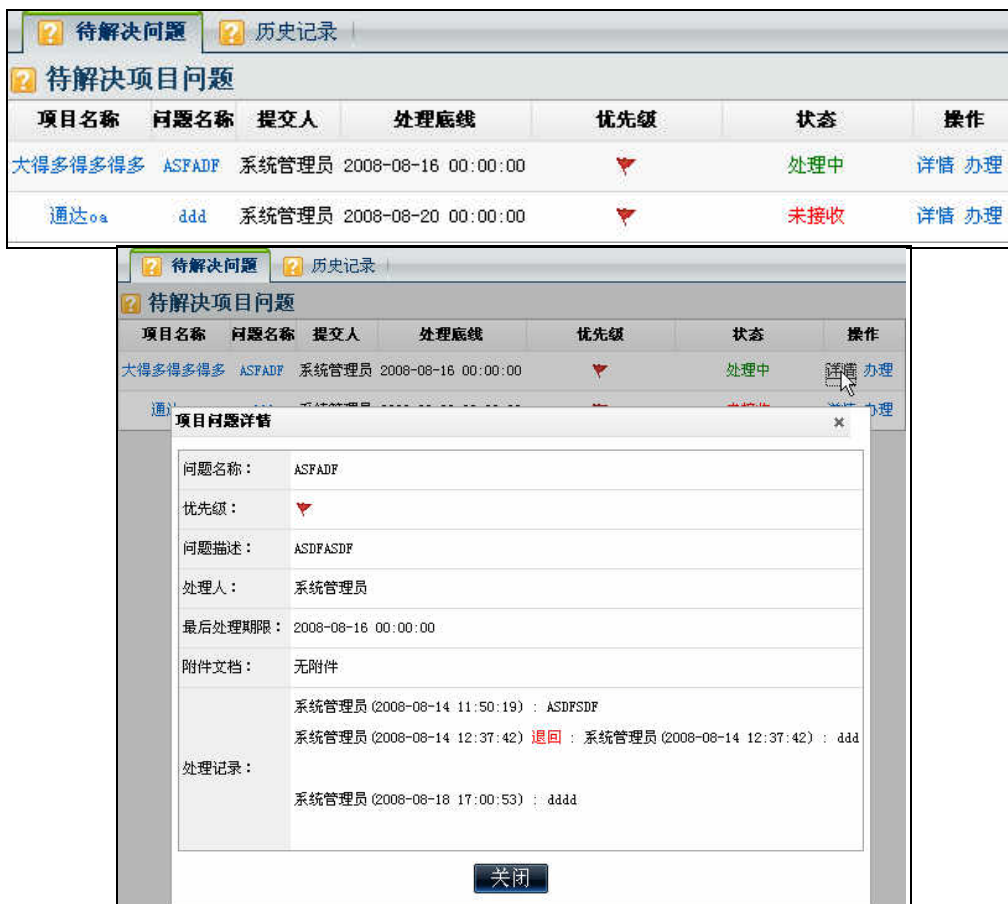 待解决问题 历史记录
待解决项目问题
项目名称 问题名称 提交人 处理底线 优先级 状态 操作
大得多得多得多 ASFADF 系统管理员 2008-08-16 00:00:00 处理中 详情 办理
通达oa ddd 系统管理员 2008-08-20 00:00:00 未接收 详情 办理
待解决问题 历史记录
待解决项目问题
项目名称 问题名称 提交人 处理底线 优先级 状态 操作
大得多得多得多 ASFADF 系统管理员 2008-08-16 00:00:00 处理中 详情 办理
办理
项目问题详情
问题名称: ASFADF
优先级:
问题描述: ASDFASDF
处理人: 系统管理员
最后处理期限: 2008-08-16 00:00:00
附件文档: 无附件
处理记录:
系统管理员(2008-08-14 11:50:19) : ASDFSDF
系统管理员(2008-08-14 12:37:42) 退回 : 系统管理员(2008-08-14 12:37:42) : ddd
系统管理员(2008-08-18 17:00:53) : dddd
关闭